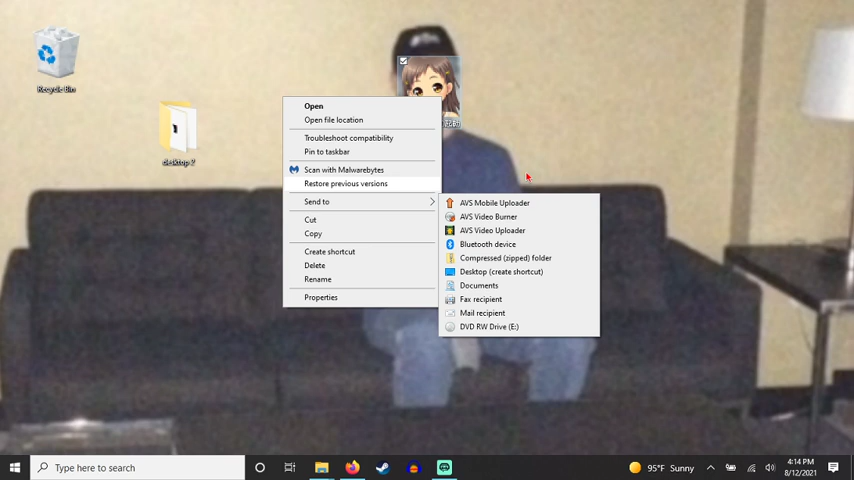 Recycle Bin
desktop 2
Open
Open file location
Troubleshoot compatibility
Pin to taskbar
Scan with Malwarebytes
Restore previous versions
Send to
Cut
Copy
Create shortcut
Delete
Rename
Properties
AVS Mobile Uploader
AVS Video Burner
AVS Video Uploader
Bluetooth device
Compressed (zipped) folder
Desktop (create shortcut)
Documents
Fax recipient
Mail recipient
DVD RW Drive (E:)
Type here to search
95°F Sunny
4:14 PM
8/12/2021